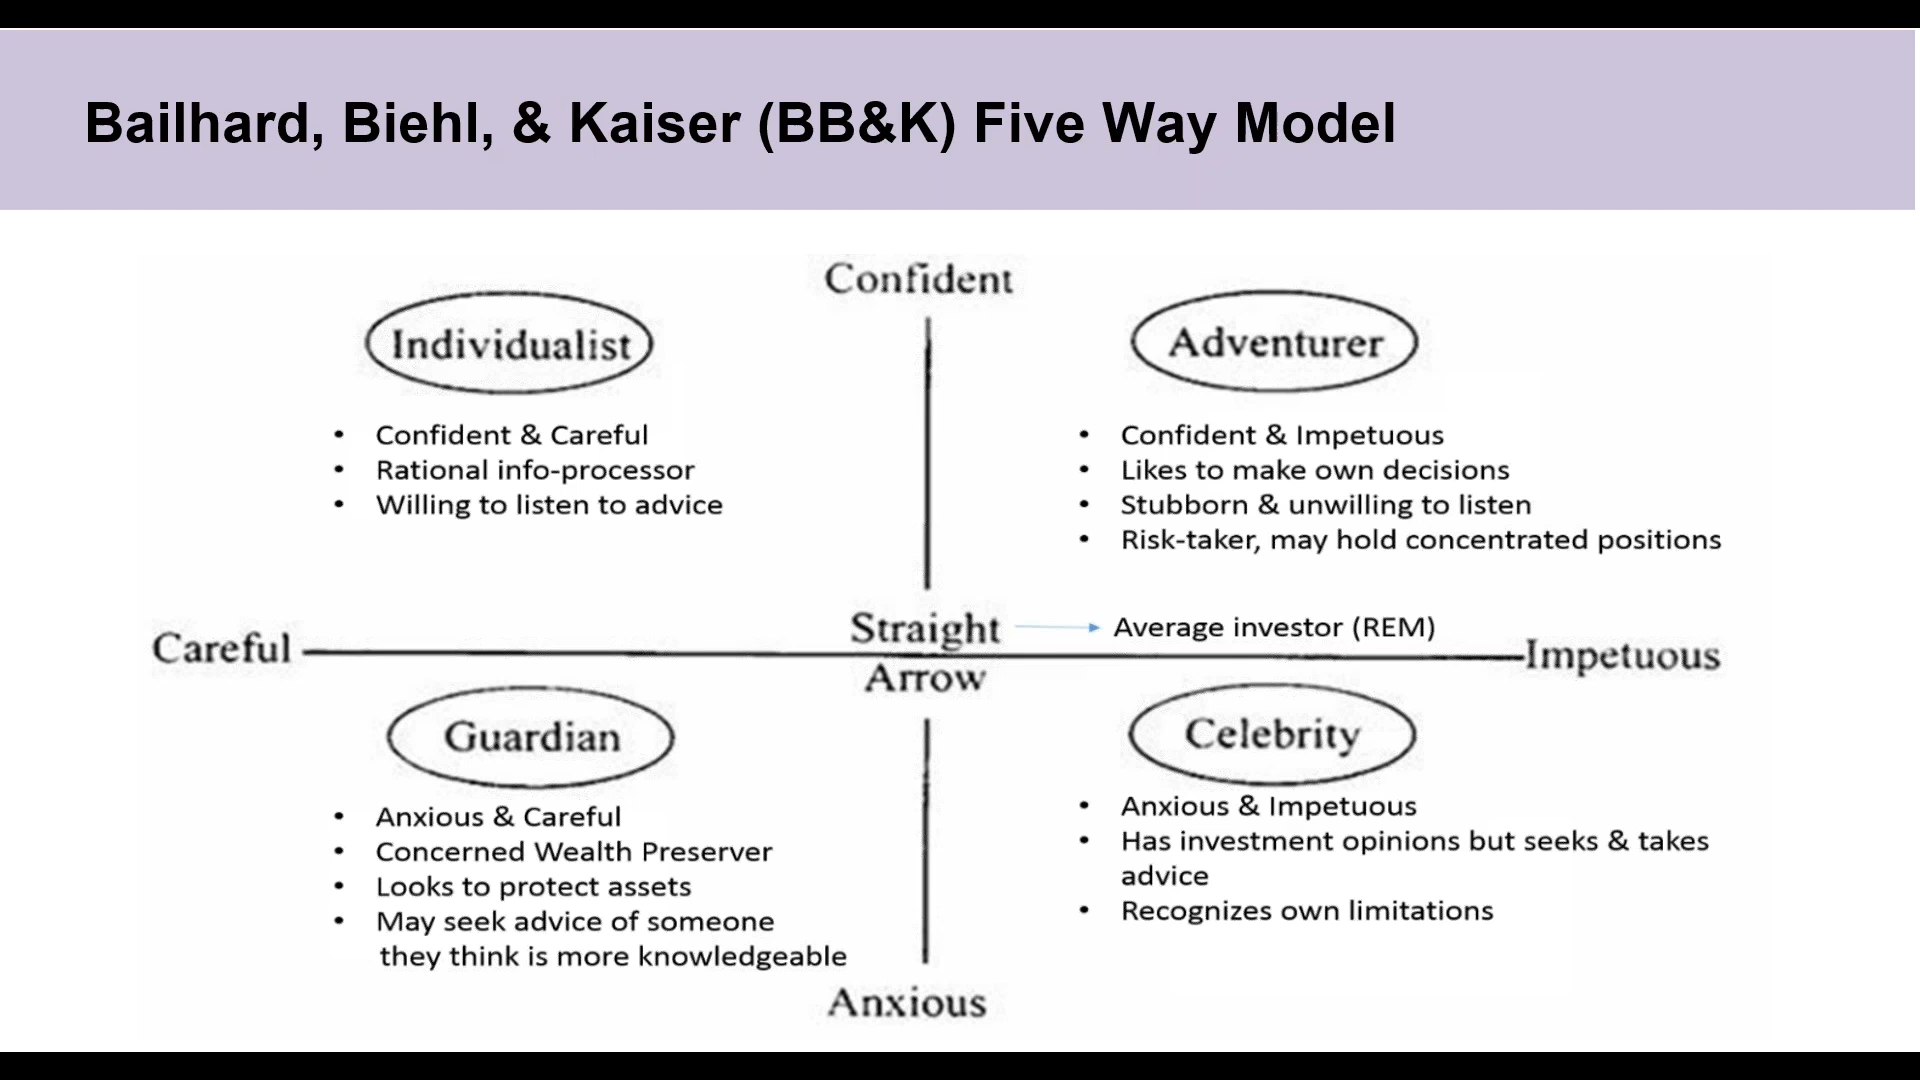 Bailhard, Biehl, & Kaiser (BB&K) Five Way Model
Confident
Individualist
• Confident & Careful
• Rational info-processor
• Willing to listen to advice
Adventurer
• Confident & Impetuous
• Likes to make own decisions
• Stubborn & unwilling to listen
• Risk-taker, may hold concentrated positions
Careful
Straight
Arrow
Average investor (REM)
Impetuous
Guardian
• Anxious & Careful
• Concerned Wealth Preserver
• Looks to protect assets
• May seek advice of someone
they think is more knowledgeable
Celebrity
• Anxious & Impetuous
• Has investment opinions but seeks & takes
advice
• Recognizes own limitations
Anxious